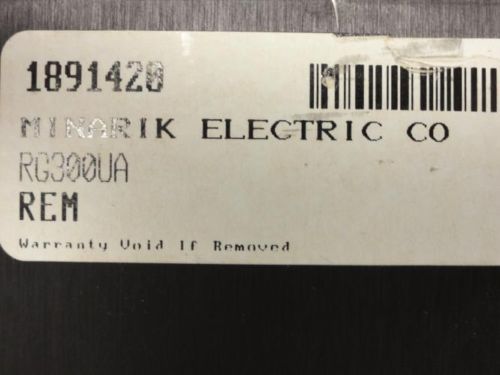 1891420
MINARIK ELECTRIC CO
RG300UA
REM
Warranty Void If Removed